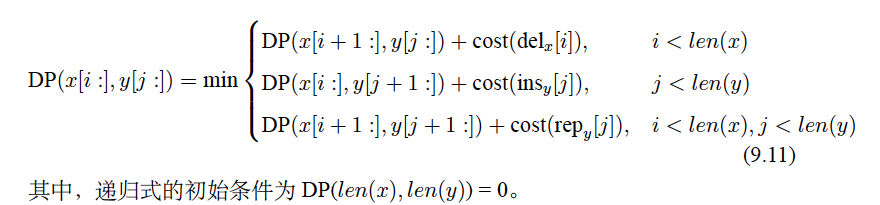 DP(x[i+1:],y[j:])+cost(del_x[i]), i<len(x)
DP(x[i:],y[j:])=min{ DP(x[i:],y[j+1:])+cost(ins_y[j]), j<len(y)
DP(x[i+1:],y[j+1:])+cost(rep_y[j]), i<len(x),j<len(y)
(9.11)
其中，递归式的初始条件为 DP(len(x),len(y))=0。